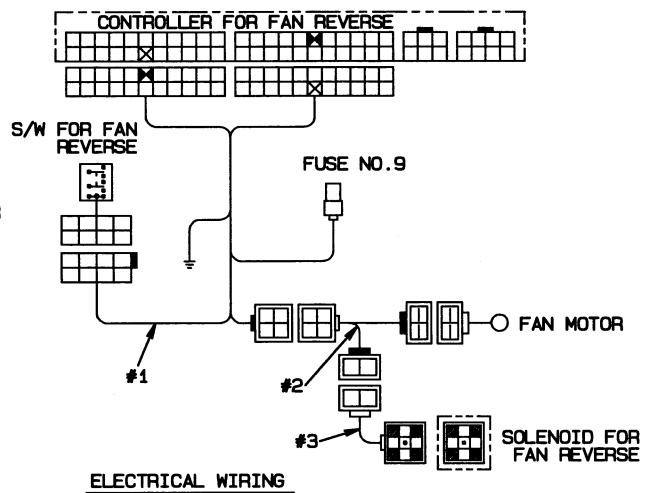 CONTROLLER FOR FAN REVERSE
S/W FOR FAN
REVERSE
FUSE NO.9
FAN MOTOR
#1
#2
#3
SOLENOID FOR
FAN REVERSE
ELECTRICAL WIRING